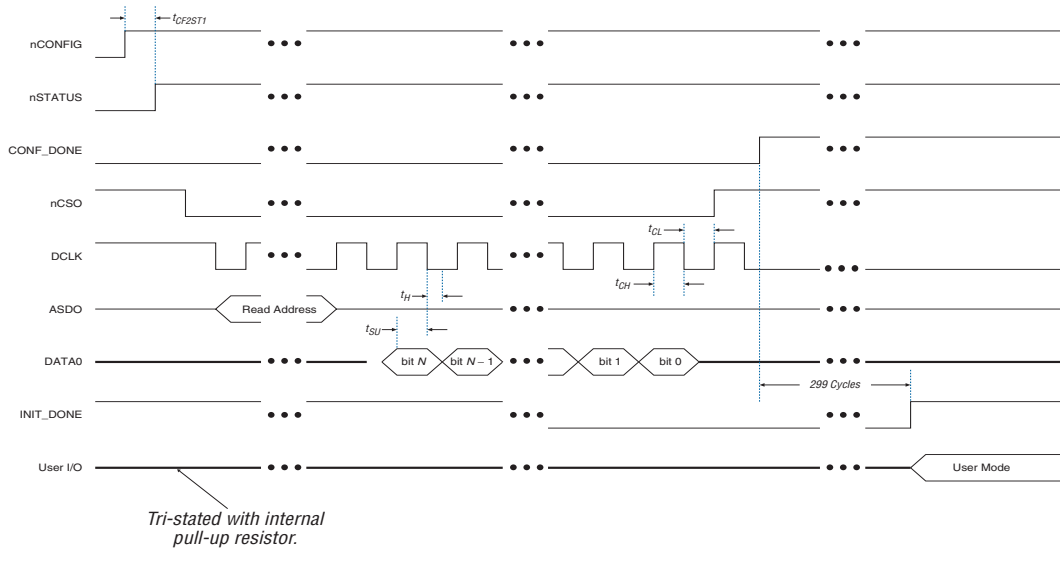 tCF2ST1
nCONFIG
nSTATUS
CONF_DONE
nCSO
tCL
DCLK
tCH
tH
ASDO
Read Address
tSU
DATA0
bit N
bit N – 1
bit 1
bit 0
299 Cycles
INIT_DONE
User I/O
User Mode
Tri-stated with internal
pull-up resistor.